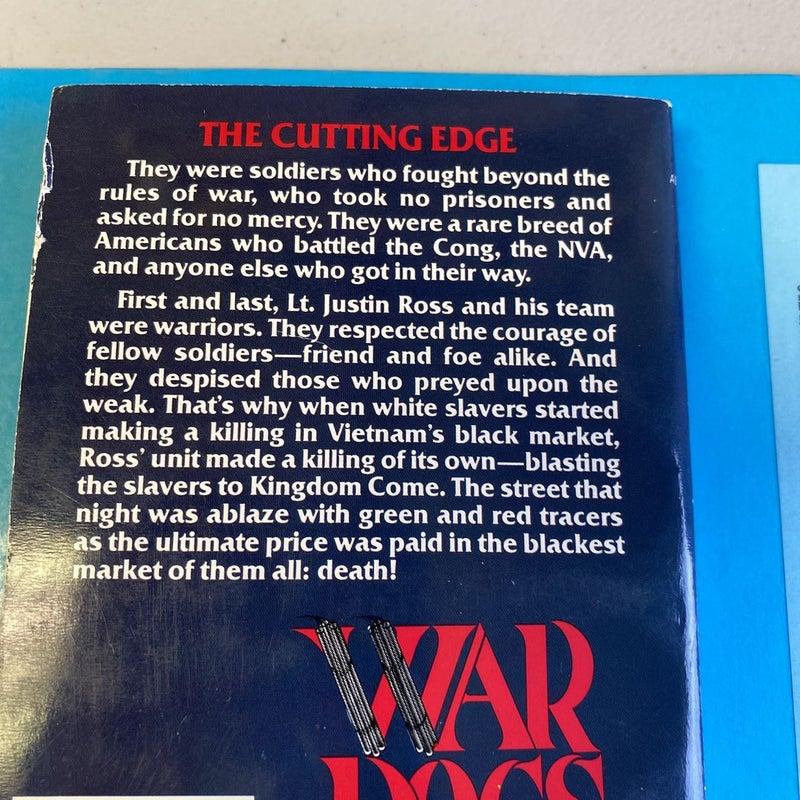 THE CUTTING EDGE
They were soldiers who fought beyond the
rules of war, who took no prisoners and
asked for no mercy. They were a rare breed of
Americans who battled the Cong, the NVA,
and anyone else who got in their way.
First and last, Lt. Justin Ross and his team
were warriors. They respected the courage of
fellow soldiers—friend and foe alike. And
they despised those who preyed upon the
weak. That's why when white slavers started
making a killing in Vietnam's black market,
Ross' unit made a killing of its own—blasting
the slavers to Kingdom Come. The street that
night was ablaze with green and red tracers
as the ultimate price was paid in the blackest
market of them all: death!
WAR
DOGS